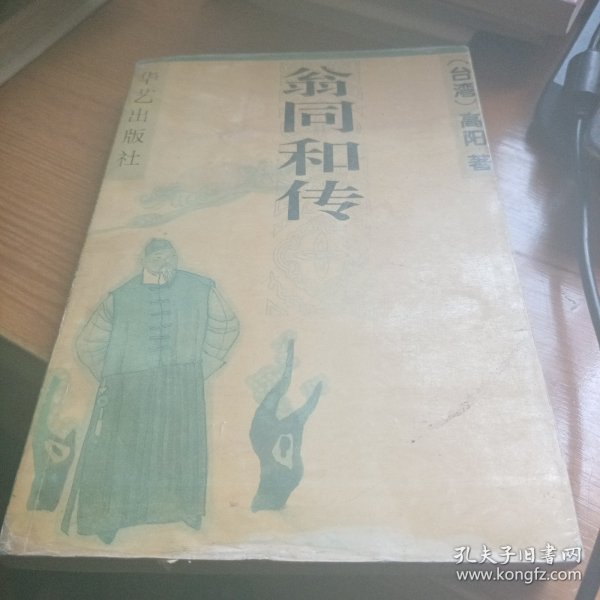 翁同和传
（台湾）高阳 著
华艺出版社
孔夫子旧书网
www.kongfz.com